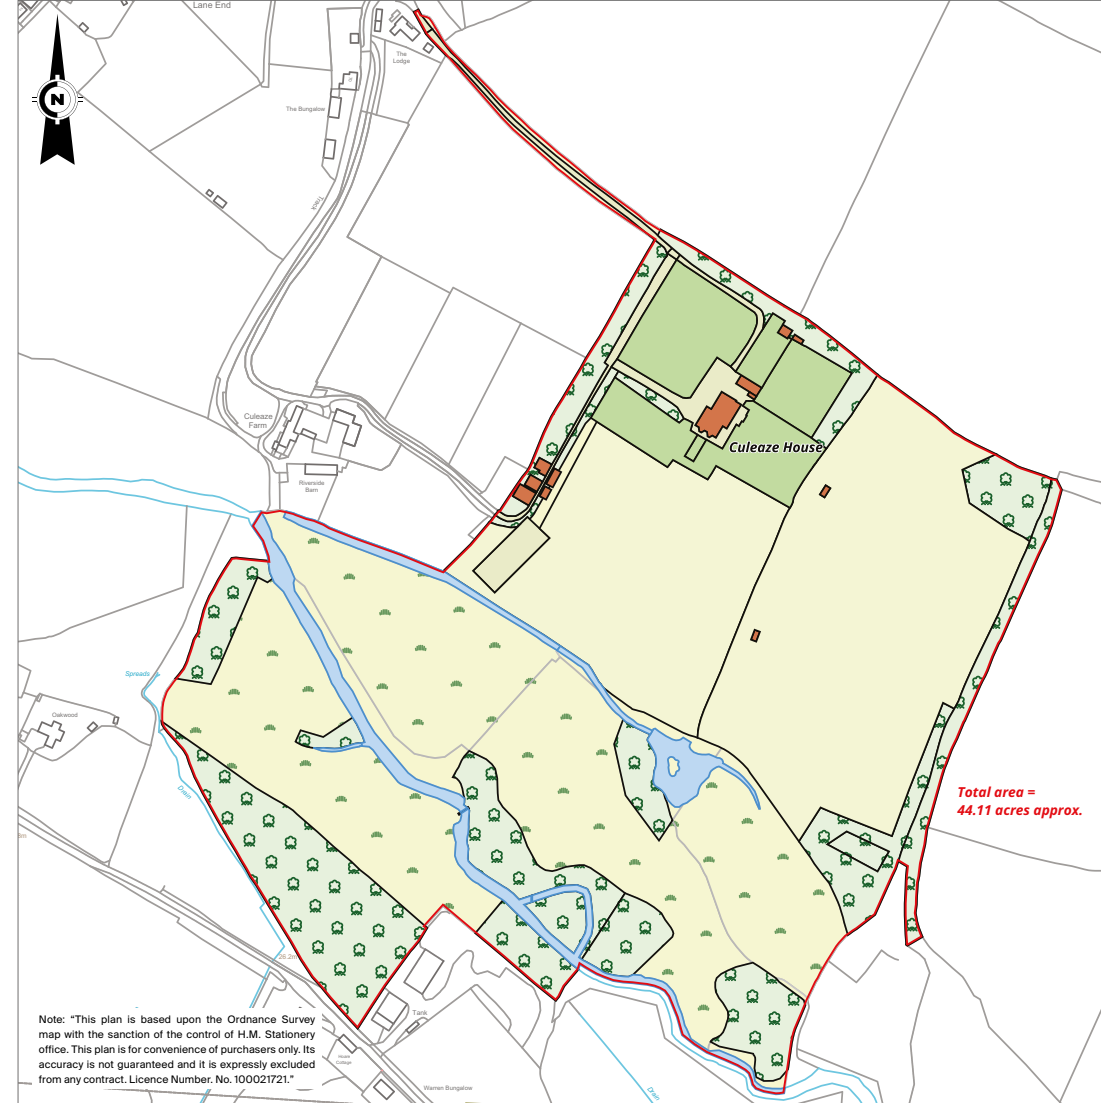 Lane End
The
Lodge
N
The Bungalow
Track
Culeaze
Farm
Culeaze House
Riverside
Barn
Spreads
Oakwood
Drain
Total area =
44.11 acres approx.
26.2m
Tank
Note: “This plan is based upon the Ordnance Survey
map with the sanction of the control of H.M. Stationery
office. This plan is for convenience of purchasers only. Its
accuracy is not guaranteed and it is expressly excluded
from any contract. Licence Number. No. 100021721.”
Warren Bungalow
Drain